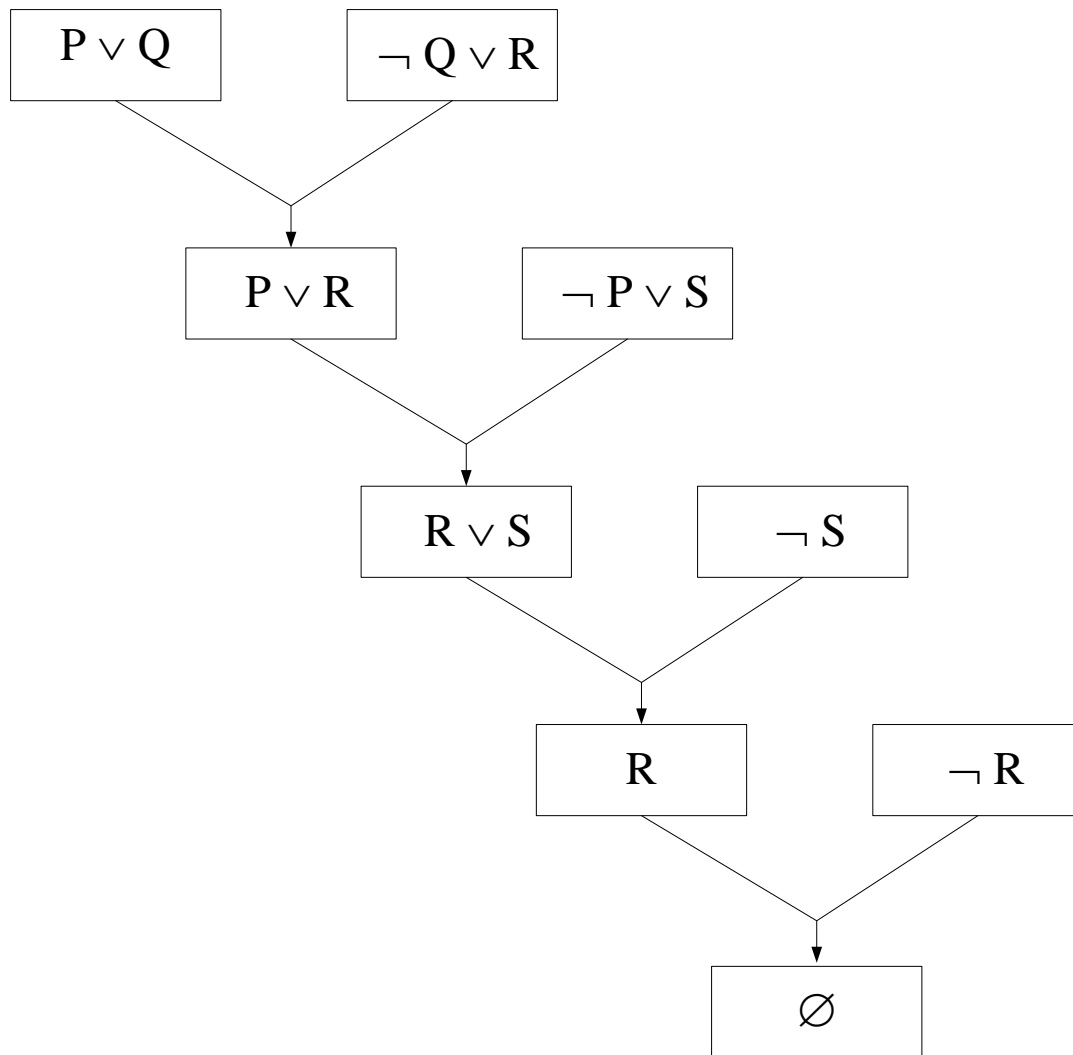 P ∨ Q
¬ Q ∨ R
P ∨ R
¬ P ∨ S
R ∨ S
¬ S
R
¬ R
∅